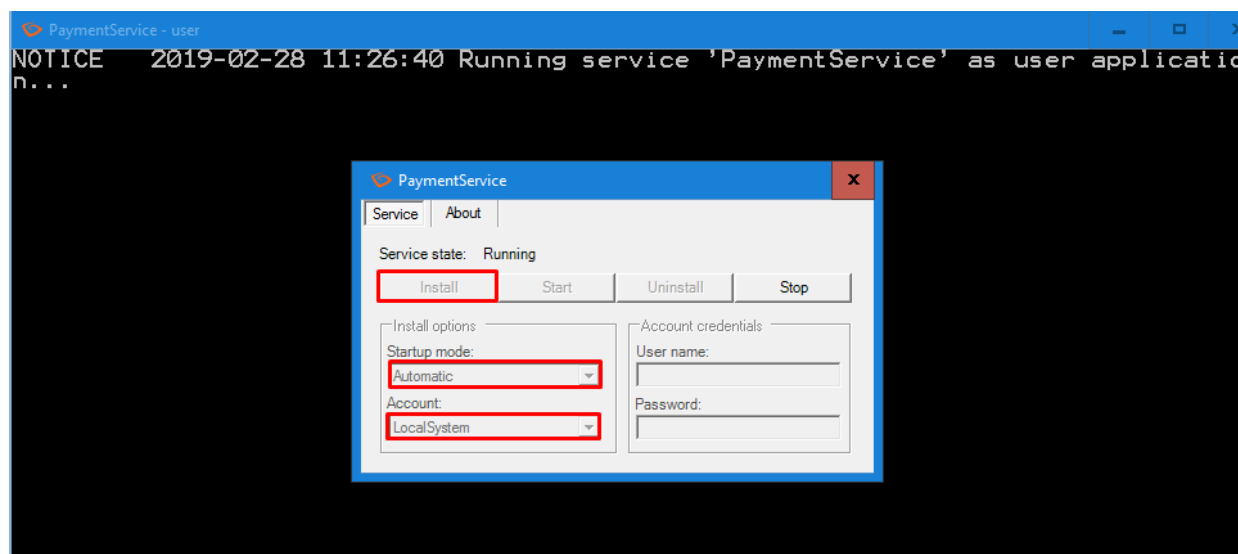 PaymentService - user
NOTICE 2019-02-28 11:26:40 Running service 'PaymentService' as user applicatio
n...
PaymentService
Service About
Service state: Running
Install Start Uninstall Stop
Install options
Startup mode:
Automatic
Account:
LocalSystem
Account credentials
User name:
Password: